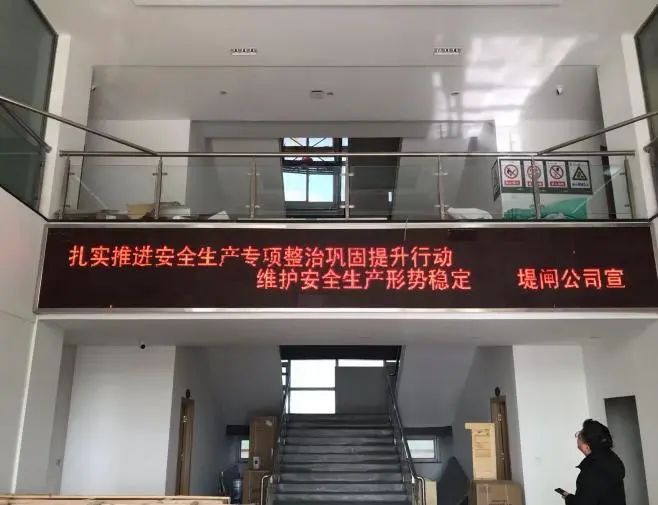 扎实推进安全生产专项整治巩固提升行动
维护安全生产形势稳定 堤闸公司宣